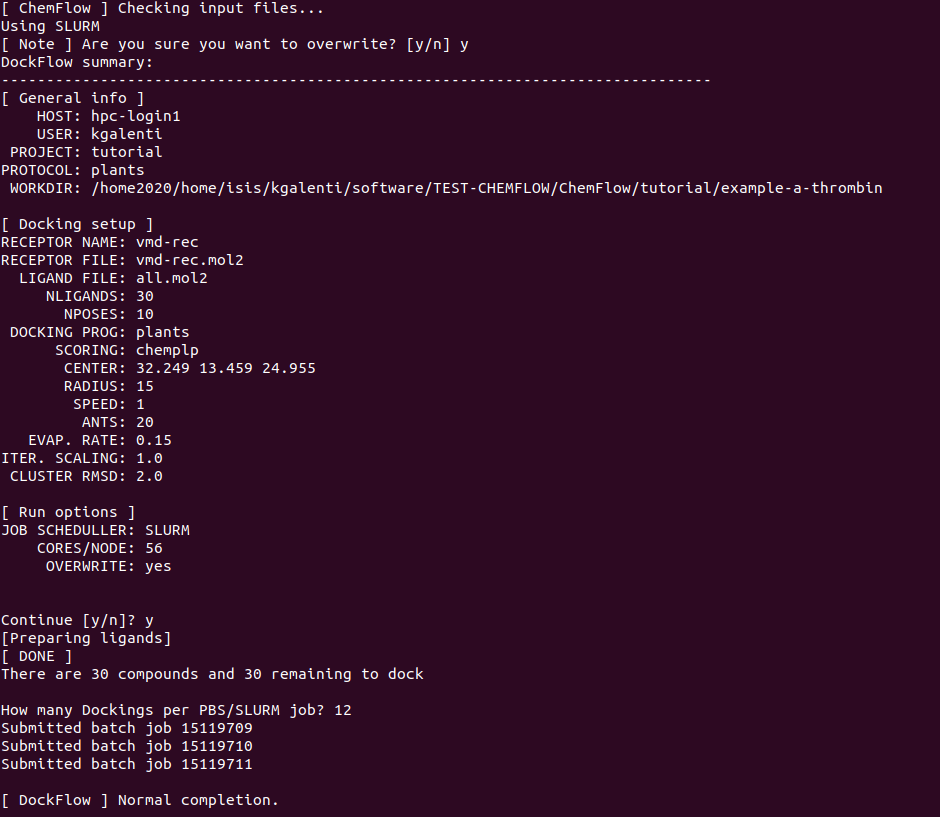 [ ChemFlow ] Checking input files...
Using SLURM
[ Note ] Are you sure you want to overwrite? [y/n] y
DockFlow summary:
-------------------------------------------------------------------------------
[ General info ]
    HOST: hpc-login1
    USER: kgalenti
 PROJECT: tutorial
PROTOCOL: plants
 WORKDIR: /home2020/home/isis/kgalenti/software/TEST-CHEMFLOW/ChemFlow/tutorial/example-a-thrombin

[ Docking setup ]
RECEPTOR NAME: vmd-rec
RECEPTOR FILE: vmd-rec.mol2
  LIGAND FILE: all.mol2
     NLIGANDS: 30
       NPOSES: 10
 DOCKING PROG: plants
      SCORING: chemplp
       CENTER: 32.249 13.459 24.955
       RADIUS: 15
        SPEED: 1
         ANTS: 20
   EVAP. RATE: 0.15
ITER. SCALING: 1.0
 CLUSTER RMSD: 2.0

[ Run options ]
JOB SCHEDULLER: SLURM
    CORES/NODE: 56
     OVERWRITE: yes


Continue [y/n]? y
[Preparing ligands]
[ DONE ]
There are 30 compounds and 30 remaining to dock

How many Dockings per PBS/SLURM job? 12
Submitted batch job 15119709
Submitted batch job 15119710
Submitted batch job 15119711

[ DockFlow ] Normal completion.